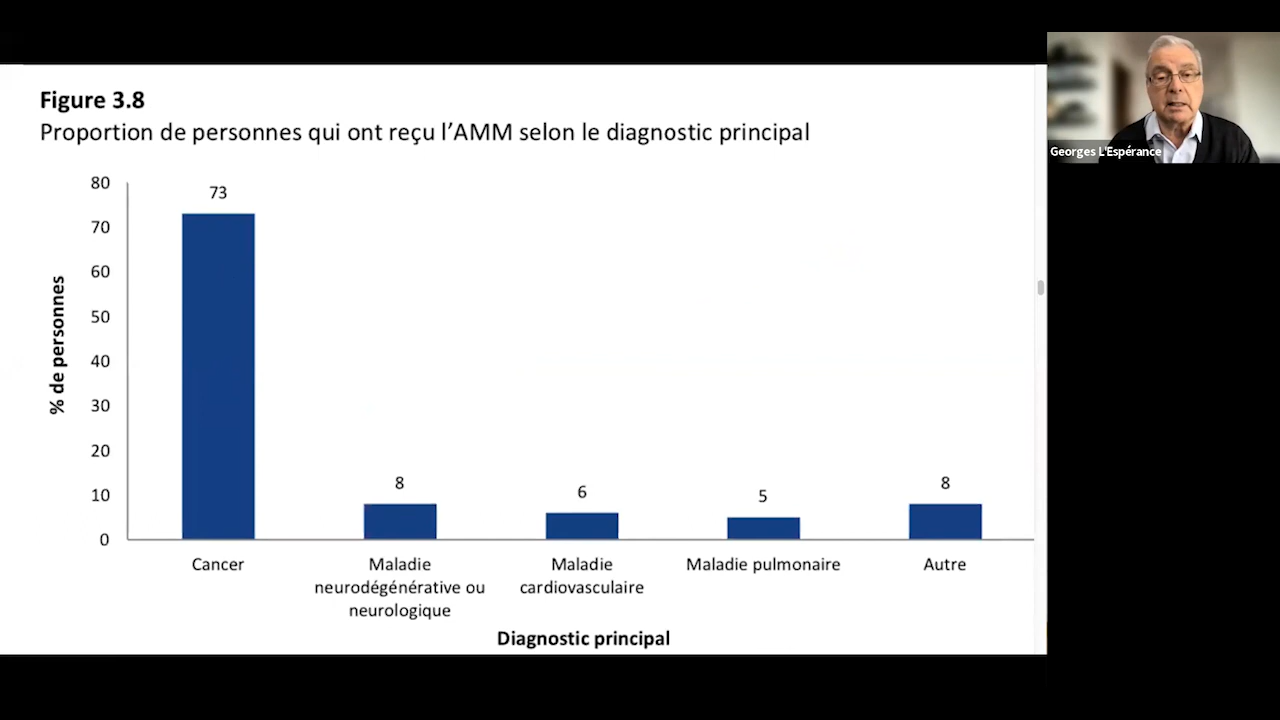 Figure 3.8
Proportion de personnes qui ont reçu l'AMM selon le diagnostic principal
% de personnes
80
70
60
50
40
30
20
10
0
73
8
6
5
8
Cancer
Maladie
neurodégénérative ou
neurologique
Maladie
cardiovasculaire
Maladie pulmonaire
Autre
Diagnostic principal
Georges L'Espérance